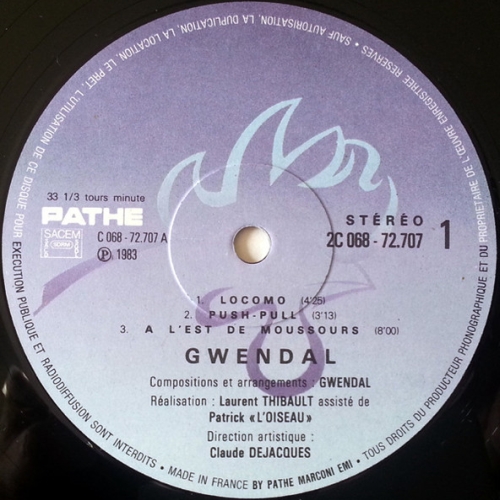 SAUF AUTORISATION, LA DUPLICATION, LA LOCATION, LE PRET, L'UTILISATION DE CE DISQUE POUR EXECUTION PUBLIQUE ET RADIODIFFUSION SONT INTERDITS • MADE IN FRANCE BY PATHE MARCONI EMI • TOUS DROITS DU PRODUCTEUR PHONOGRAPHIQUE ET DU PROPRIETAIRE DE L'ŒUVRE ENREGISTREE RESERVES •
33 1/3 tours minute
PATHE
SACEM
SDRM
C 068 - 72.707 A
℗ 1983
STÉRÉO
2C 068 - 72.707
1
1. LOCOMO (4'25)
2. PUSH-PULL (3'13)
3. A L'EST DE MOUSSOURS (8'00)
GWENDAL
Compositions et arrangements : GWENDAL
Réalisation : Laurent THIBAULT assisté de
Patrick «L'OISEAU»
Direction artistique :
Claude DEJACQUES